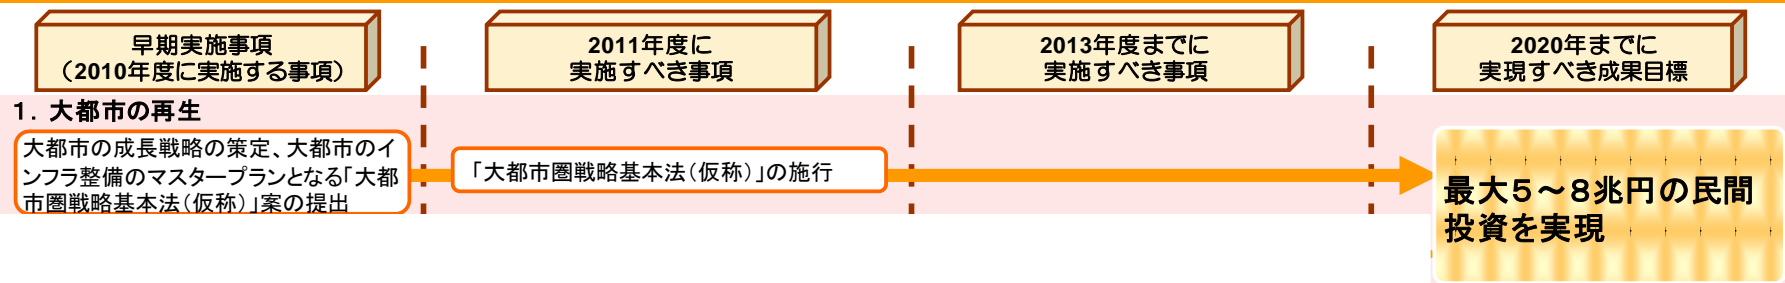 早期実施事項
（2010年度に実施する事項）
2011年度に
実施すべき事項
2013年度までに
実施すべき事項
2020年までに
実現すべき成果目標
１．大都市の再生
大都市の成長戦略の策定、大都市のイ
ンフラ整備のマスタープランとなる「大都
市圏戦略基本法（仮称）」案の提出
「大都市圏戦略基本法（仮称）」の施行
最大５～８兆円の民間
投資を実現